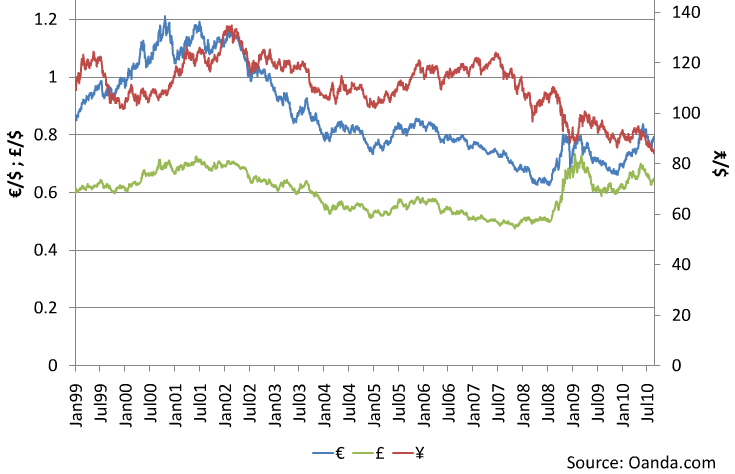 1.2
1
0.8
0.6
0.4
0.2
0
€/$ ; £/$
140
120
100
80
60
40
20
0
¥/$
Jan99
Jul99
Jan00
Jul00
Jan01
Jul01
Jan02
Jul02
Jan03
Jul03
Jan04
Jul04
Jan05
Jul05
Jan06
Jul06
Jan07
Jul07
Jan08
Jul08
Jan09
Jul09
Jan10
Jul10
€ £ ¥
Source: Oanda.com